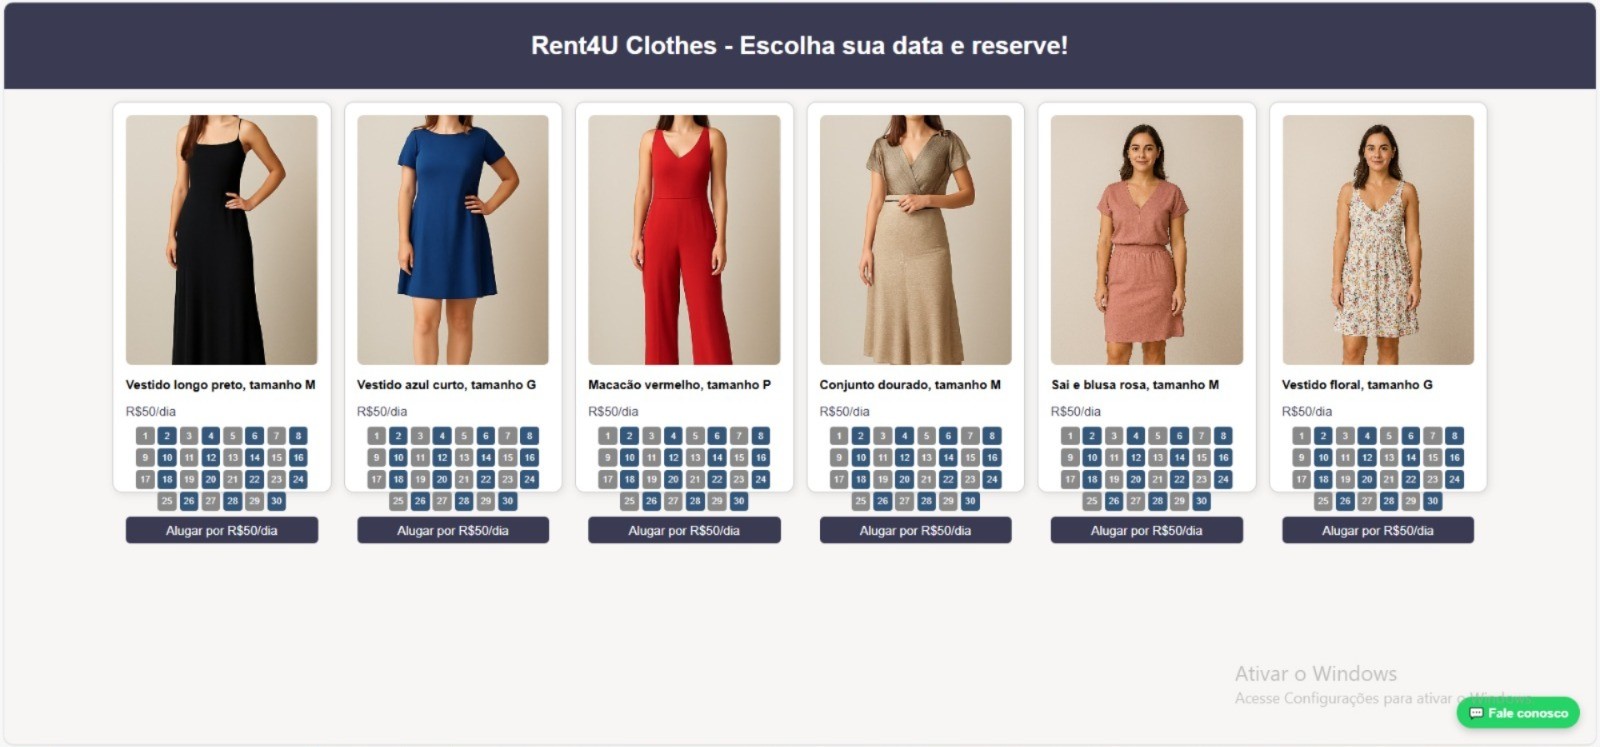 Rent4U Clothes - Escolha sua data e reserve!
Vestido longo preto, tamanho M
R$50/dia
1 2 3 4 5 6 7 8
9 10 11 12 13 14 15 16
17 18 19 20 21 22 23 24
25 26 27 28 29 30
Alugar por R$50/dia
Vestido azul curto, tamanho G
R$50/dia
1 2 3 4 5 6 7 8
9 10 11 12 13 14 15 16
17 18 19 20 21 22 23 24
25 26 27 28 29 30
Alugar por R$50/dia
Macacão vermelho, tamanho P
R$50/dia
1 2 3 4 5 6 7 8
9 10 11 12 13 14 15 16
17 18 19 20 21 22 23 24
25 26 27 28 29 30
Alugar por R$50/dia
Conjunto dourado, tamanho M
R$50/dia
1 2 3 4 5 6 7 8
9 10 11 12 13 14 15 16
17 18 19 20 21 22 23 24
25 26 27 28 29 30
Alugar por R$50/dia
Sai e blusa rosa, tamanho M
R$50/dia
1 2 3 4 5 6 7 8
9 10 11 12 13 14 15 16
17 18 19 20 21 22 23 24
25 26 27 28 29 30
Alugar por R$50/dia
Vestido floral, tamanho G
R$50/dia
1 2 3 4 5 6 7 8
9 10 11 12 13 14 15 16
17 18 19 20 21 22 23 24
25 26 27 28 29 30
Alugar por R$50/dia
Ativar o Windows
Acesse Configurações para ativar o Windows.
Fale conosco